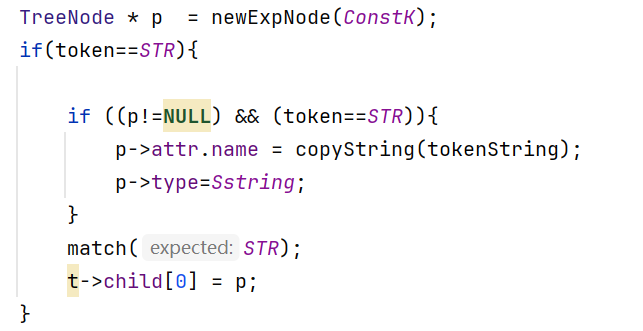 TreeNode * p  = newExpNode(ConstK);
if(token==STR){
    if ((p!=NULL) && (token==STR)){
        p->attr.name = copyString(tokenString);
        p->type=Sstring;
    }
    match( expected: STR);
    t->child[0] = p;
}